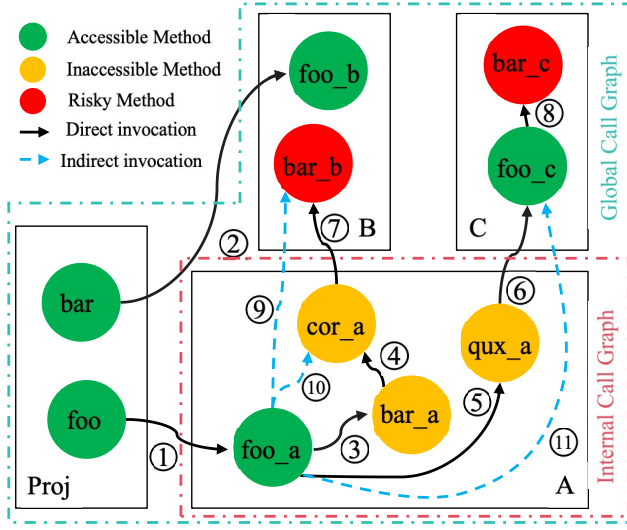 Accessible Method
Inaccessible Method
Risky Method
Direct invocation
Indirect invocation
foo_b
bar_b
B
bar_c
⑧
foo_c
C
Global Call Graph
②
⑦
bar
foo
①
Proj
⑨
cor_a
⑩
④
bar_a
③
foo_a
⑥
qux_a
⑤
⑪
A
Internal Call Graph